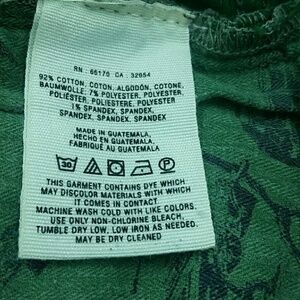 RN : 66170 CA : 32954
92% COTTON, COTON, ALGODÓN, COTONE,
BAUMWOLLE, 7% POLYESTER, POLYESTER,
POLIÉSTER, POLIESTERE, POLYESTER
1% SPANDEX, SPANDEX,
SPANDEX, SPANDEX, SPANDEX
MADE IN GUATEMALA,
HECHO EN GUATEMALA,
FABRIQUÉ AU GUATEMALA
30
P
THIS GARMENT CONTAINS DYE WHICH
MAY DISCOLOR MATERIALS WITH WHICH
IT COMES IN CONTACT
MACHINE WASH COLD WITH LIKE COLORS.
USE ONLY NON-CHLORINE BLEACH,
TUMBLE DRY LOW, LOW IRON AS NEEDED.
MAY BE DRY CLEANED